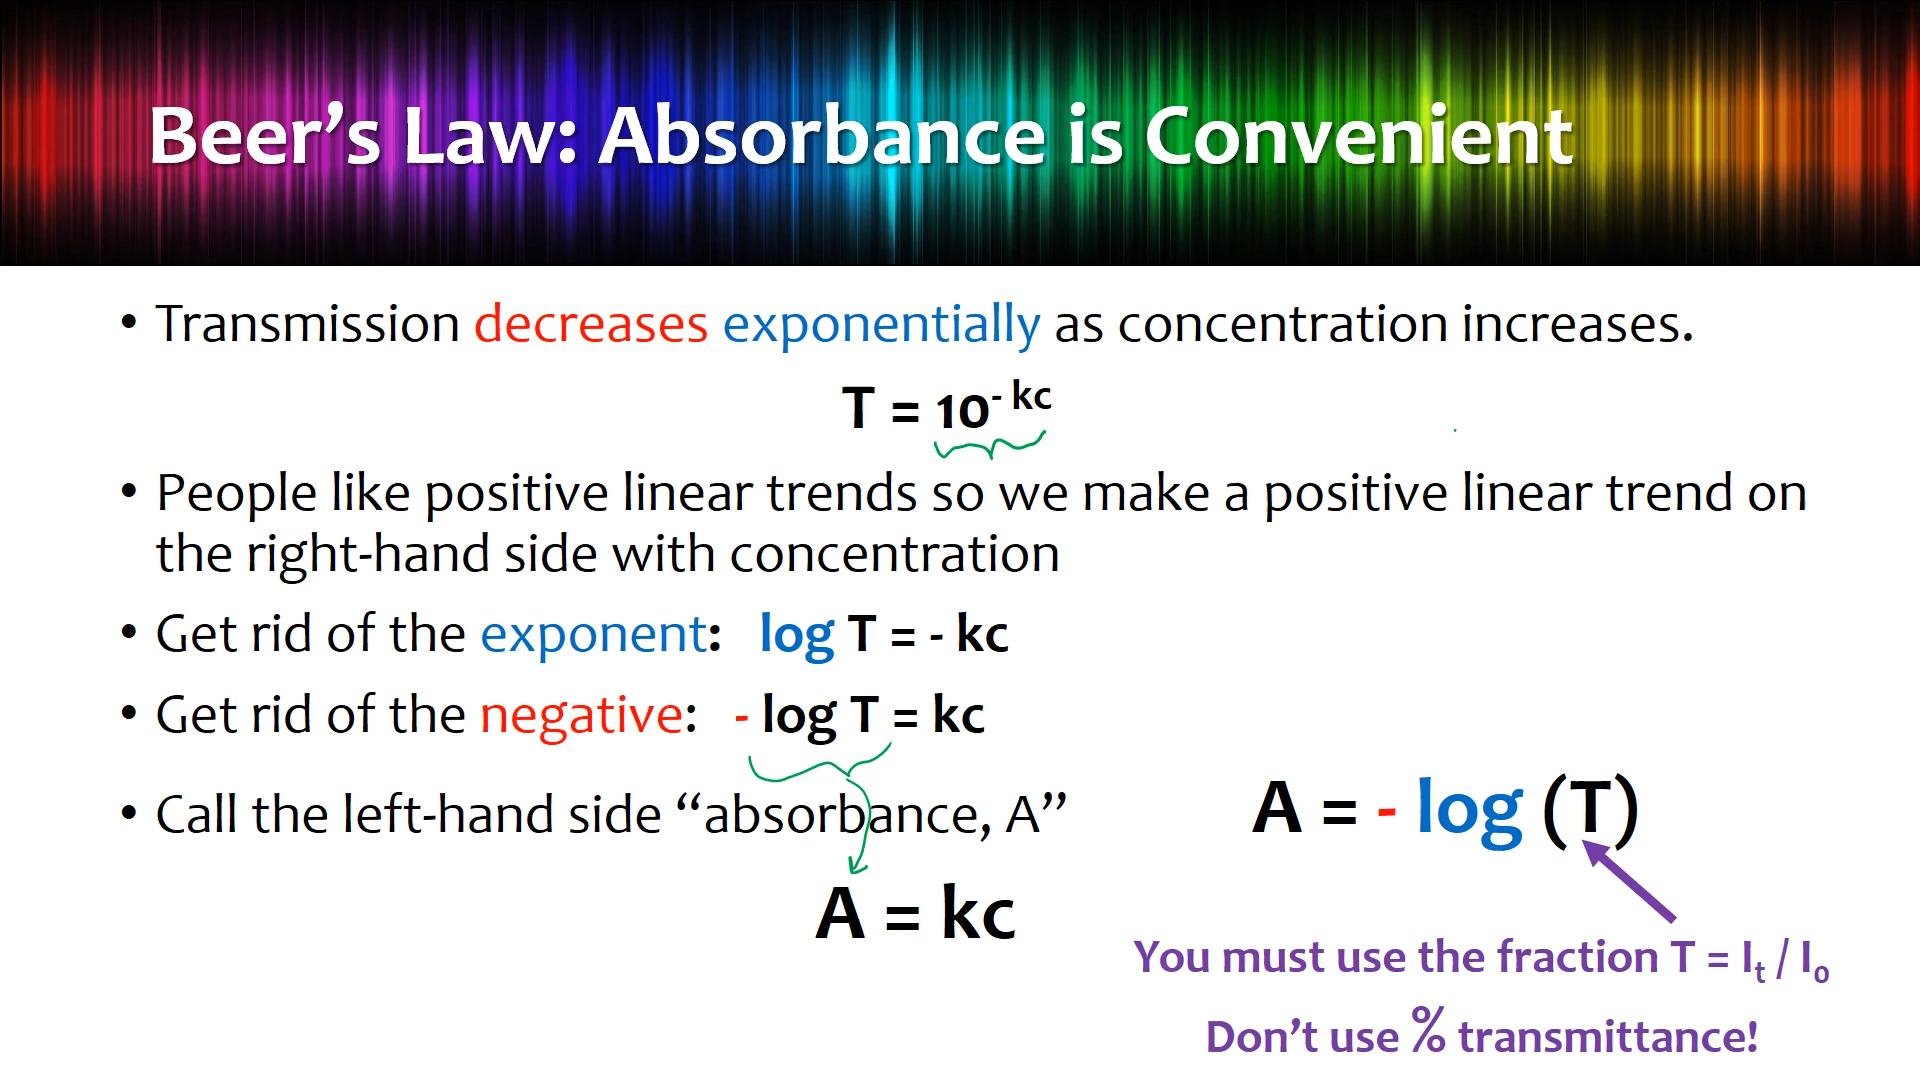 Beer’s Law: Absorbance is Convenient
• Transmission decreases exponentially as concentration increases.
T = 10^- kc
• People like positive linear trends so we make a positive linear trend on
the right-hand side with concentration
• Get rid of the exponent: log T = - kc
• Get rid of the negative: - log T = kc
• Call the left-hand side “absorbance, A”
A = kc
A = - log (T)
You must use the fraction T = I_t / I_0
Don’t use % transmittance!